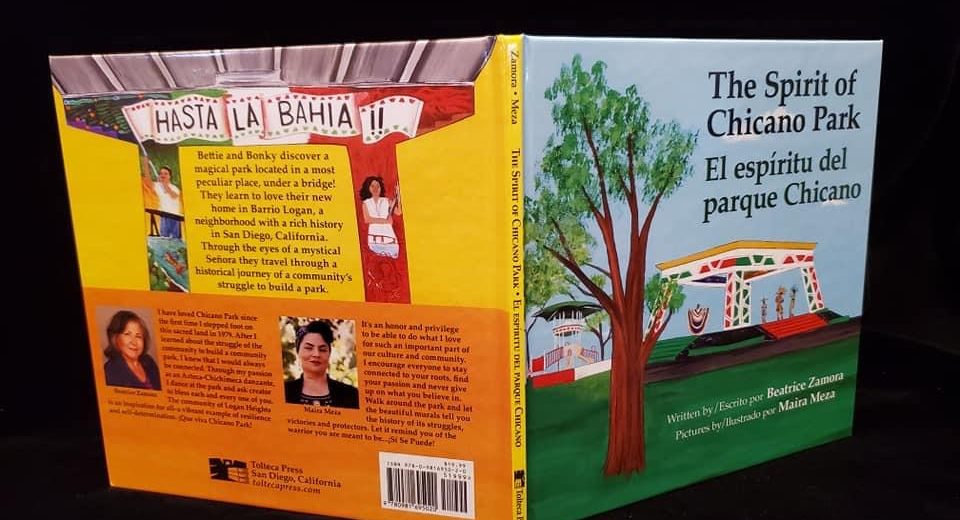 HASTA LA BAHIA !!
Bettie and Bonky discover a
magical park located in a most
peculiar place, under a bridge!
They learn to love their new
home in Barrio Logan, a
neighborhood with a rich history
in San Diego, California.
Through the eyes of a mystical
Señora they travel through a
historical journey of a community's
struggle to build a park.
I have loved Chicano Park since
the first time I stepped foot on
this sacred land in 1979. After I
learned about the struggle of the
community to build a community
park, I knew that I would always
be connected. Through my passion
as an Azteca-Chichimeca danzante,
I dance at the park and ask creator
to bless each and every one of you.
The community of Logan Heights
is an inspiration for all-a vibrant example of resilience
and self-determination. ¡Que viva Chicano Park!
Beatrice Zamora
It's an honor and privilege
to be able to do what I love
for such an important part of
our culture and community.
I encourage everyone to stay
connected to your roots, find
your passion and never give
up on what you believe in.
Walk around the park and let
the beautiful murals tell you
the history of its struggles,
victories and protectors. Let it remind you of the
warrior you are meant to be...¡Sí Se Puede!
Maira Meza
Tolteca Press
San Diego, California
toltecapress.com
Zamora • Meza
The Spirit of Chicano Park • El espíritu del parque Chicano
The Spirit of
Chicano Park
El espíritu del
parque Chicano
Written by/Escrito por Beatrice Zamora
Pictures by/Ilustrado por Maira Meza